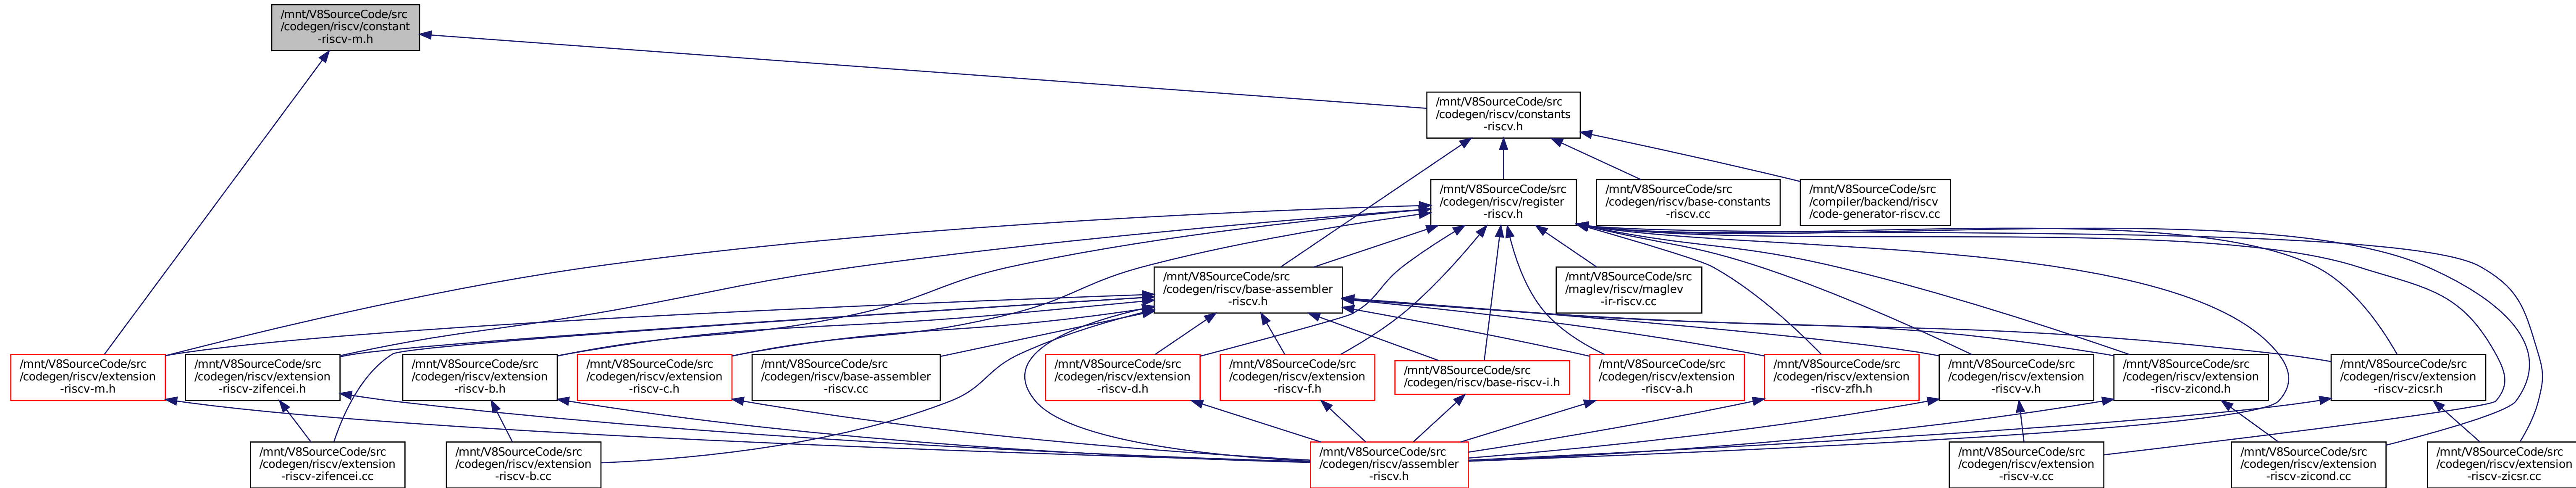 /mnt/V8SourceCode/src
/codegen/riscv/constant
-riscv-m.h
/mnt/V8SourceCode/src
/codegen/riscv/constants
-riscv.h
/mnt/V8SourceCode/src
/codegen/riscv/register
-riscv.h
/mnt/V8SourceCode/src
/codegen/riscv/base-constants
-riscv.cc
/mnt/V8SourceCode/src
/compiler/backend/riscv
/code-generator-riscv.cc
/mnt/V8SourceCode/src
/codegen/riscv/base-assembler
-riscv.h
/mnt/V8SourceCode/src
/maglev/riscv/maglev
-ir-riscv.cc
/mnt/V8SourceCode/src
/codegen/riscv/extension
-riscv-m.h
/mnt/V8SourceCode/src
/codegen/riscv/extension
-riscv-zifencei.h
/mnt/V8SourceCode/src
/codegen/riscv/extension
-riscv-b.h
/mnt/V8SourceCode/src
/codegen/riscv/extension
-riscv-c.h
/mnt/V8SourceCode/src
/codegen/riscv/base-assembler
-riscv.cc
/mnt/V8SourceCode/src
/codegen/riscv/extension
-riscv-d.h
/mnt/V8SourceCode/src
/codegen/riscv/extension
-riscv-f.h
/mnt/V8SourceCode/src
/codegen/riscv/base-riscv-i.h
/mnt/V8SourceCode/src
/codegen/riscv/extension
-riscv-a.h
/mnt/V8SourceCode/src
/codegen/riscv/extension
-riscv-zfh.h
/mnt/V8SourceCode/src
/codegen/riscv/extension
-riscv-v.h
/mnt/V8SourceCode/src
/codegen/riscv/extension
-riscv-zicond.h
/mnt/V8SourceCode/src
/codegen/riscv/extension
-riscv-zicsr.h
/mnt/V8SourceCode/src
/codegen/riscv/extension
-riscv-zifencei.cc
/mnt/V8SourceCode/src
/codegen/riscv/extension
-riscv-b.cc
/mnt/V8SourceCode/src
/codegen/riscv/assembler
-riscv.h
/mnt/V8SourceCode/src
/codegen/riscv/extension
-riscv-v.cc
/mnt/V8SourceCode/src
/codegen/riscv/extension
-riscv-zicond.cc
/mnt/V8SourceCode/src
/codegen/riscv/extension
-riscv-zicsr.cc